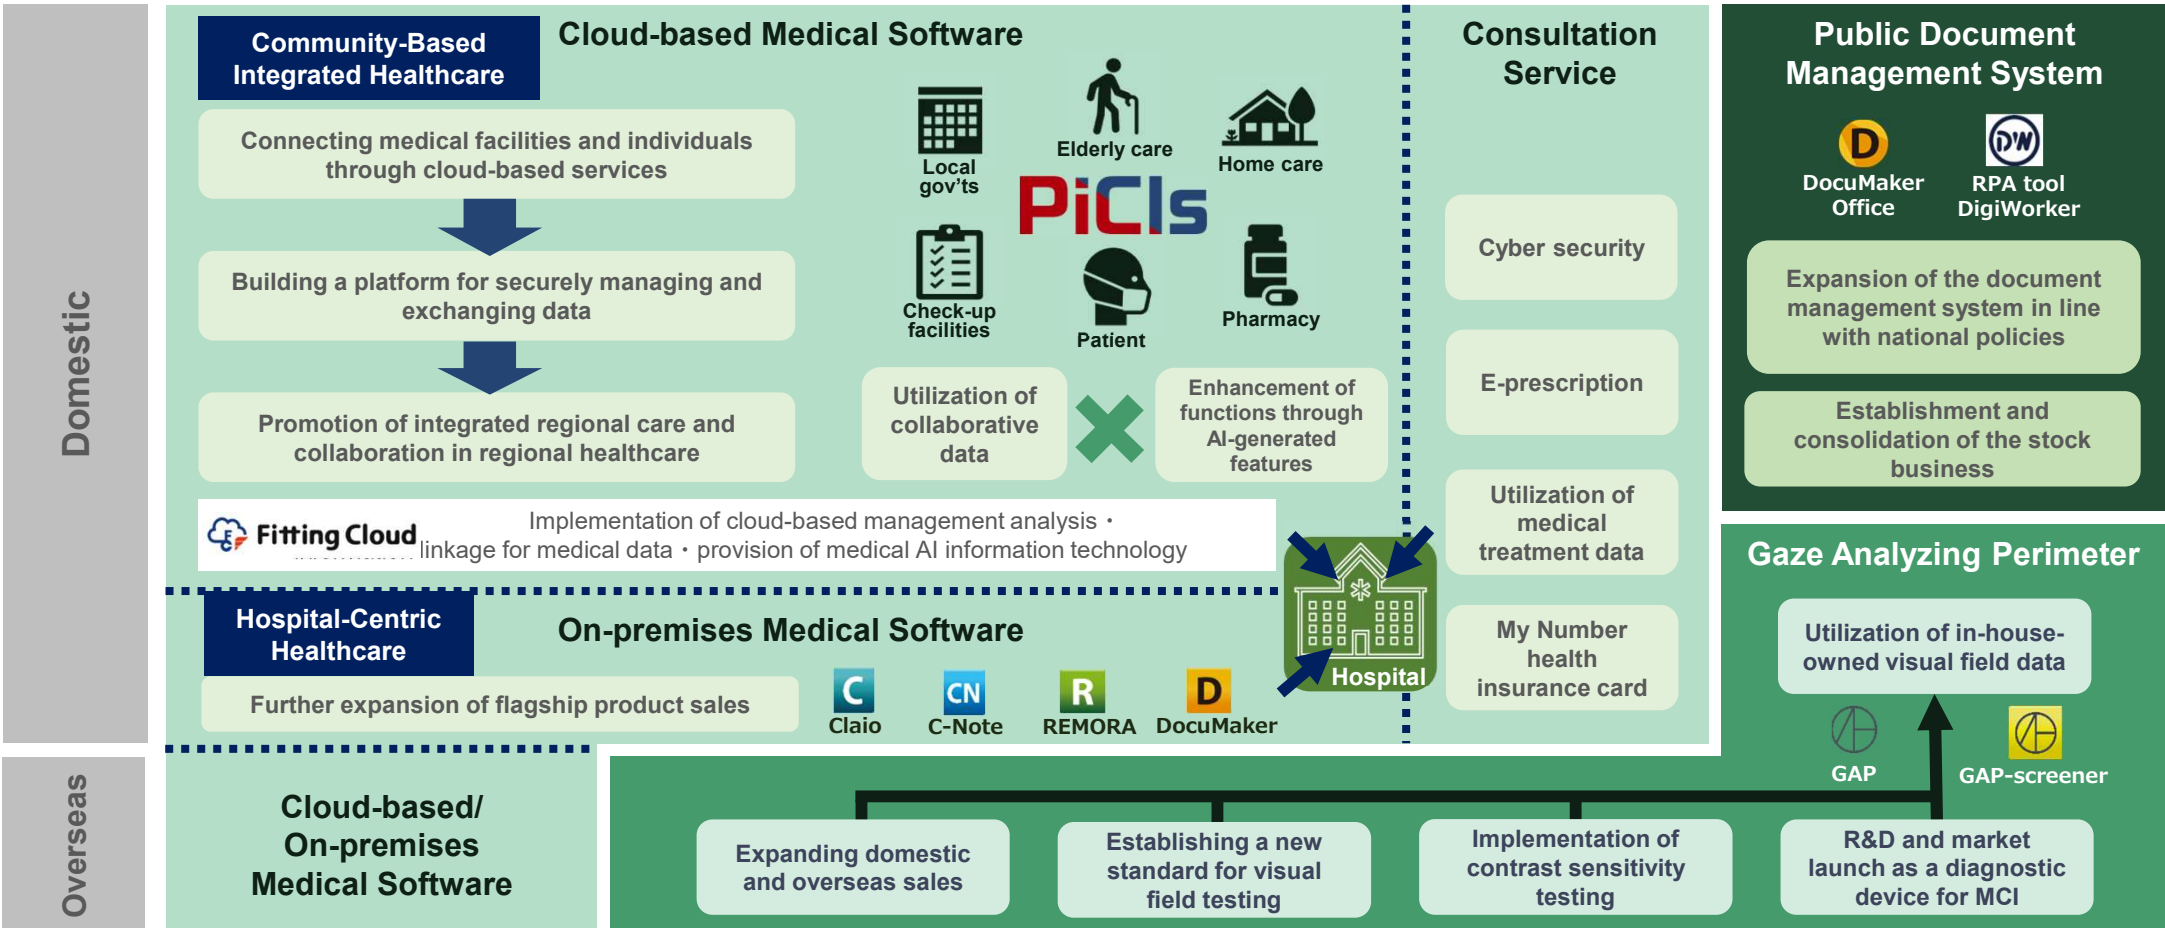 Domestic
Community-Based
Integrated Healthcare
Cloud-based Medical Software
Connecting medical facilities and individuals
through cloud-based services
Building a platform for securely managing and
exchanging data
Promotion of integrated regional care and
collaboration in regional healthcare
Local
gov'ts
Elderly care
Home care
PiCls
Check-up
facilities
Patient
Pharmacy
Utilization of
collaborative
data
Enhancement of
functions through
AI-generated
features
Fitting Cloud
Implementation of cloud-based management analysis・
linkage for medical data・provision of medical AI information technology
Hospital-Centric
Healthcare
On-premises Medical Software
Further expansion of flagship product sales
C
Claio
CN
C-Note
R
REMORA
D
DocuMaker
Hospital
Consultation
Service
Cyber security
E-prescription
Utilization of
medical
treatment data
My Number
health
insurance card
Public Document
Management System
D
DocuMaker
Office
RPA tool
DigiWorker
Expansion of the document
management system in line
with national policies
Establishment and
consolidation of the stock
business
Gaze Analyzing Perimeter
Utilization of in-house-
owned visual field data
GAP
GAP-screener
Overseas
Cloud-based/
On-premises
Medical Software
Expanding domestic
and overseas sales
Establishing a new
standard for visual
field testing
Implementation of
contrast sensitivity
testing
R&D and market
launch as a diagnostic
device for MCI